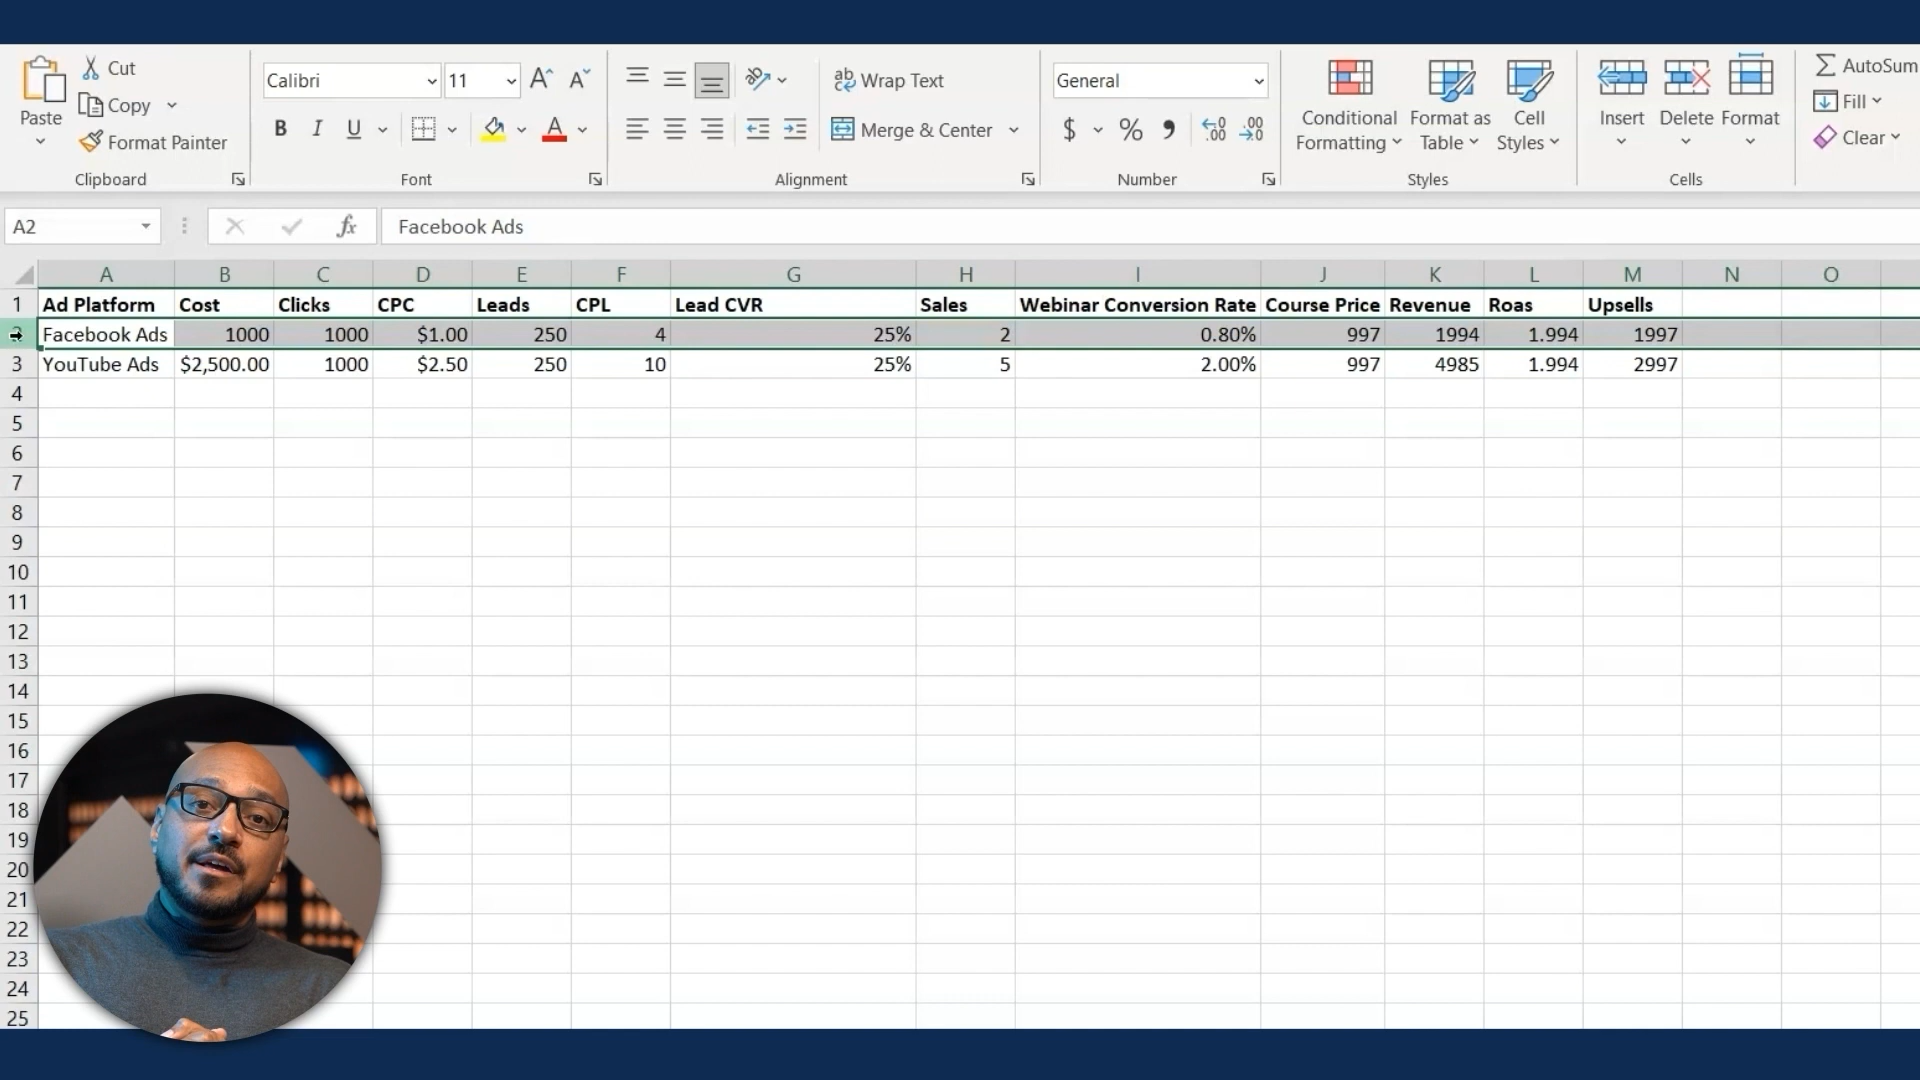 Cut
Copy
Format Painter
Paste
Clipboard
Calibri
11
B I U
Font
Wrap Text
Merge & Center
Alignment
General
$ % 9
Number
Conditional Formatting
Format as Table
Cell Styles
Styles
Insert
Delete
Format
Cells
AutoSum
Fill
Clear
A2
fx
Facebook Ads
A B C D E F G H I J K L M N O
1 Ad Platform Cost Clicks CPC Leads CPL Lead CVR Sales Webinar Conversion Rate Course Price Revenue Roas Upsells
2 Facebook Ads 1000 1000 $1.00 250 4 25% 2 0.80% 997 1994 1.994 1997
3 YouTube Ads $2,500.00 1000 $2.50 250 10 25% 5 2.00% 997 4985 1.994 2997
4
5
6
7
8
9
10
11
12
13
14
15
16
17
18
19
20
21
22
23
24
25